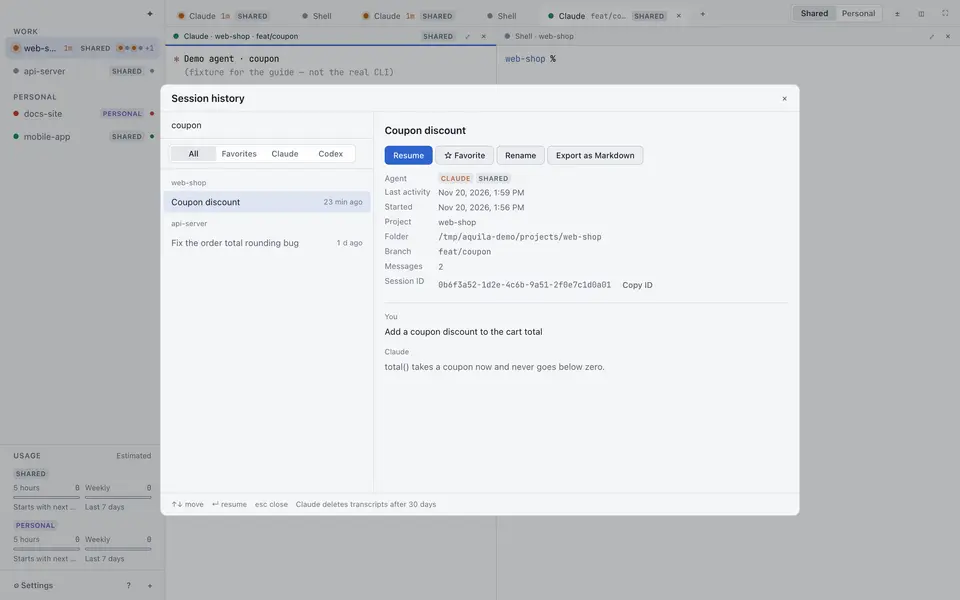 Claude 1m SHARED
Shell
Claude 1m SHARED
Shell
Claude feat/co… SHARED × +
Shared Personal
WORK
web-s… 1m SHARED +1
api-server SHARED
PERSONAL
docs-site PERSONAL
mobile-app SHARED
Claude · web-shop · feat/coupon SHARED ×
Shell · web-shop ×
✻ Demo agent · coupon
(fixture for the guide — not the real CLI)
web-shop %
Session history ×
coupon
All Favorites Claude Codex
web-shop
Coupon discount 23 min ago
api-server
Fix the order total rounding bug 1 d ago
Coupon discount
Resume ☆ Favorite Rename Export as Markdown
Agent CLAUDE SHARED
Last activity Nov 20, 2026, 1:59 PM
Started Nov 20, 2026, 1:56 PM
Project web-shop
Folder /tmp/aquila-demo/projects/web-shop
Branch feat/coupon
Messages 2
Session ID 0b6f3a52-1d2e-4c6b-9a51-2f0e7c1d0a01 Copy ID
You
Add a coupon discount to the cart total
Claude
total() takes a coupon now and never goes below zero.
↑↓ move ↵ resume esc close Claude deletes transcripts after 30 days
USAGE Estimated
SHARED
5 hours 0 Weekly 0
Starts with next … Last 7 days
PERSONAL
5 hours 0 Weekly 0
Starts with next … Last 7 days
Settings ? +